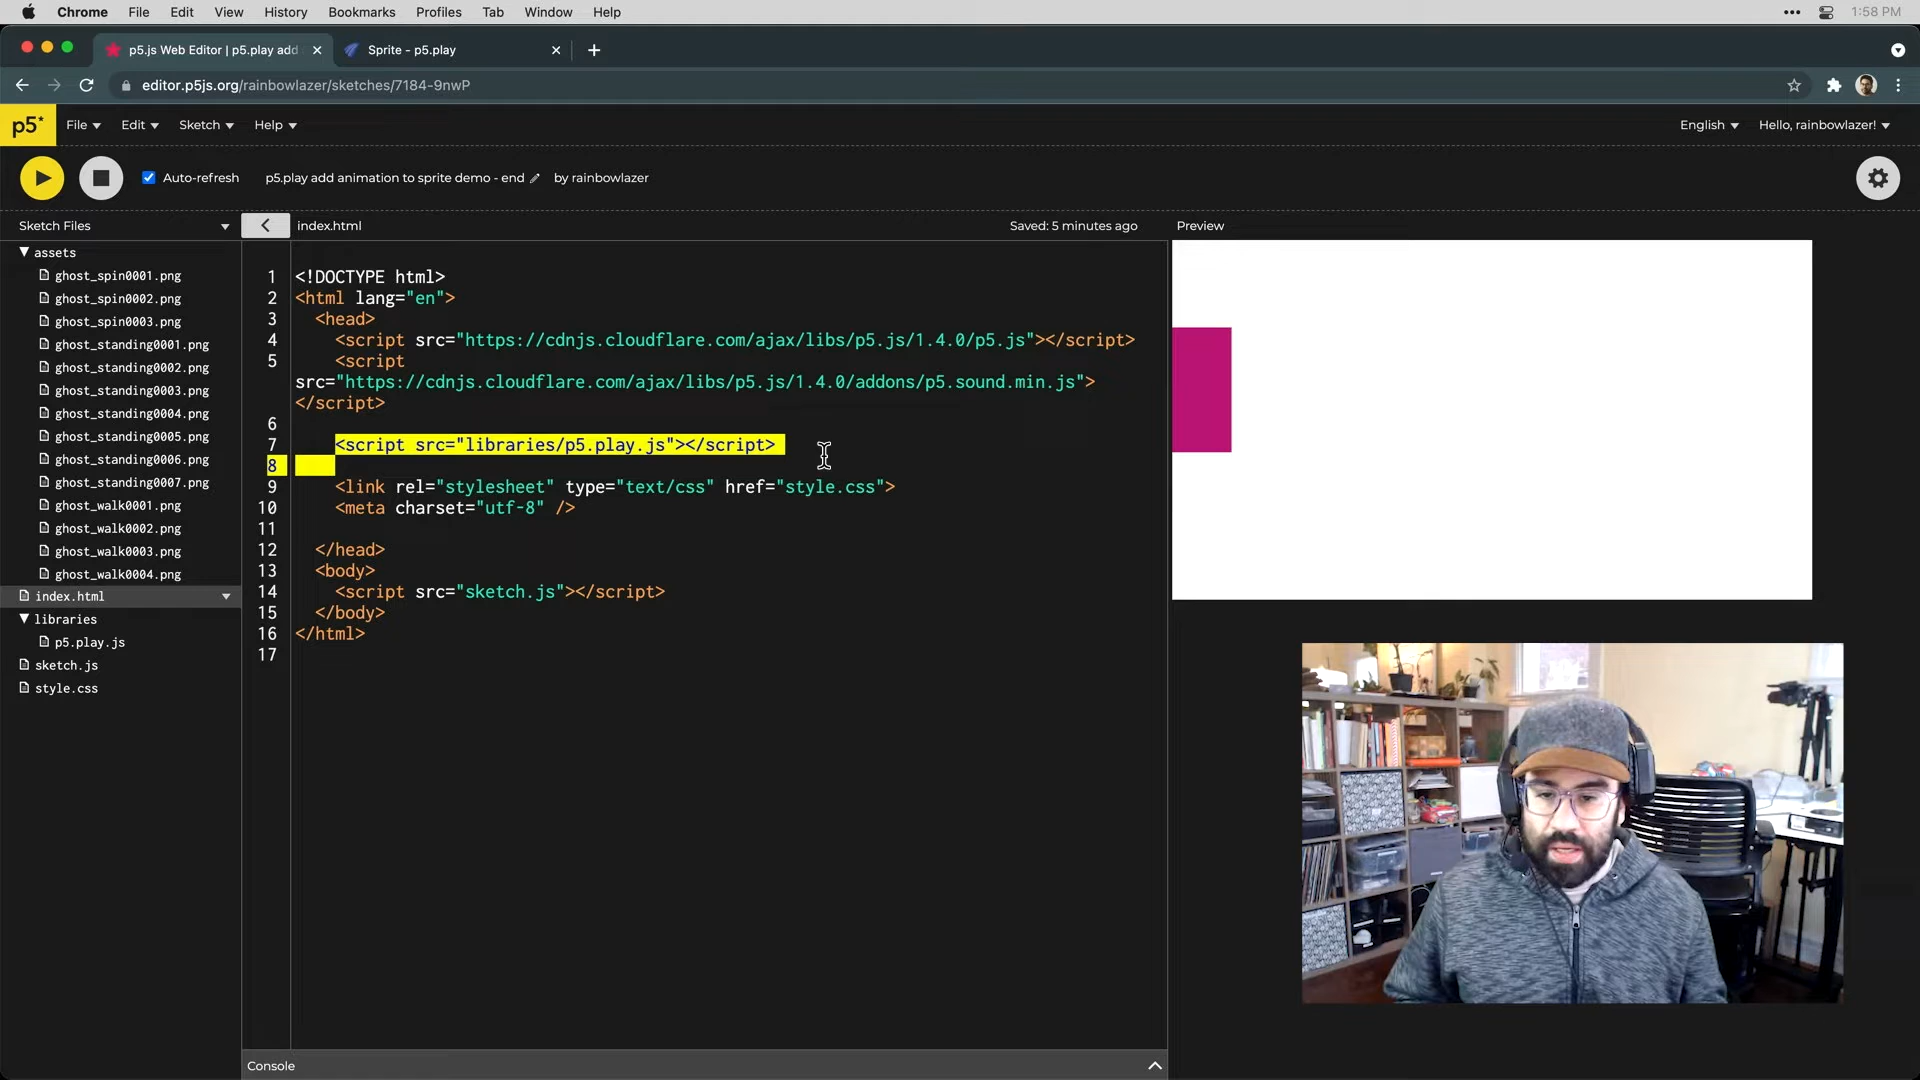 Chrome File Edit View History Bookmarks Profiles Tab Window Help 1:58 PM
p5.js Web Editor | p5.play add Sprite - p5.play
editor.p5js.org/rainbowlazer/sketches/7184-9nwP
p5* File Edit Sketch Help English Hello, rainbowlazer!
Auto-refresh p5.play add animation to sprite demo - end by rainbowlazer
Sketch Files
assets
ghost_spin0001.png
ghost_spin0002.png
ghost_spin0003.png
ghost_standing0001.png
ghost_standing0002.png
ghost_standing0003.png
ghost_standing0004.png
ghost_standing0005.png
ghost_standing0006.png
ghost_standing0007.png
ghost_walk0001.png
ghost_walk0002.png
ghost_walk0003.png
ghost_walk0004.png
index.html
libraries
p5.play.js
sketch.js
style.css
index.html Saved: 5 minutes ago
1 <!DOCTYPE html>
2 <html lang="en">
3 <head>
4 <script src="https://cdnjs.cloudflare.com/ajax/libs/p5.js/1.4.0/p5.js"></script>
5 <script
src="https://cdnjs.cloudflare.com/ajax/libs/p5.js/1.4.0/addons/p5.sound.min.js">
</script>
6
7 <script src="libraries/p5.play.js"></script>
8
9 <link rel="stylesheet" type="text/css" href="style.css">
10 <meta charset="utf-8" />
11
12 </head>
13 <body>
14 <script src="sketch.js"></script>
15 </body>
16 </html>
17
Console
Preview